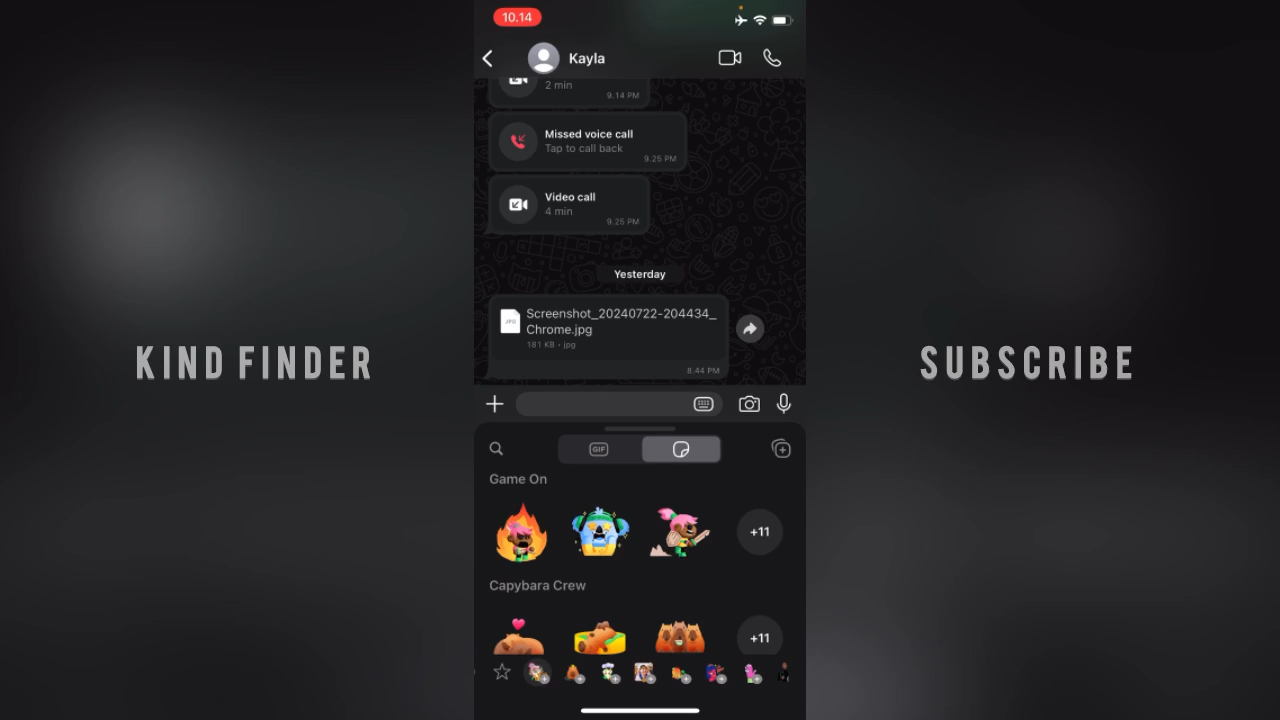 10.14
Kayla
2 min
9.14 PM
Missed voice call
Tap to call back
9.25 PM
Video call
4 min
9.25 PM
Yesterday
JPG
Screenshot_20240722-204434_
Chrome.jpg
181 KB • jpg
8.44 PM
KIND FINDER
SUBSCRIBE
GIF
Game On
+11
Capybara Crew
+11